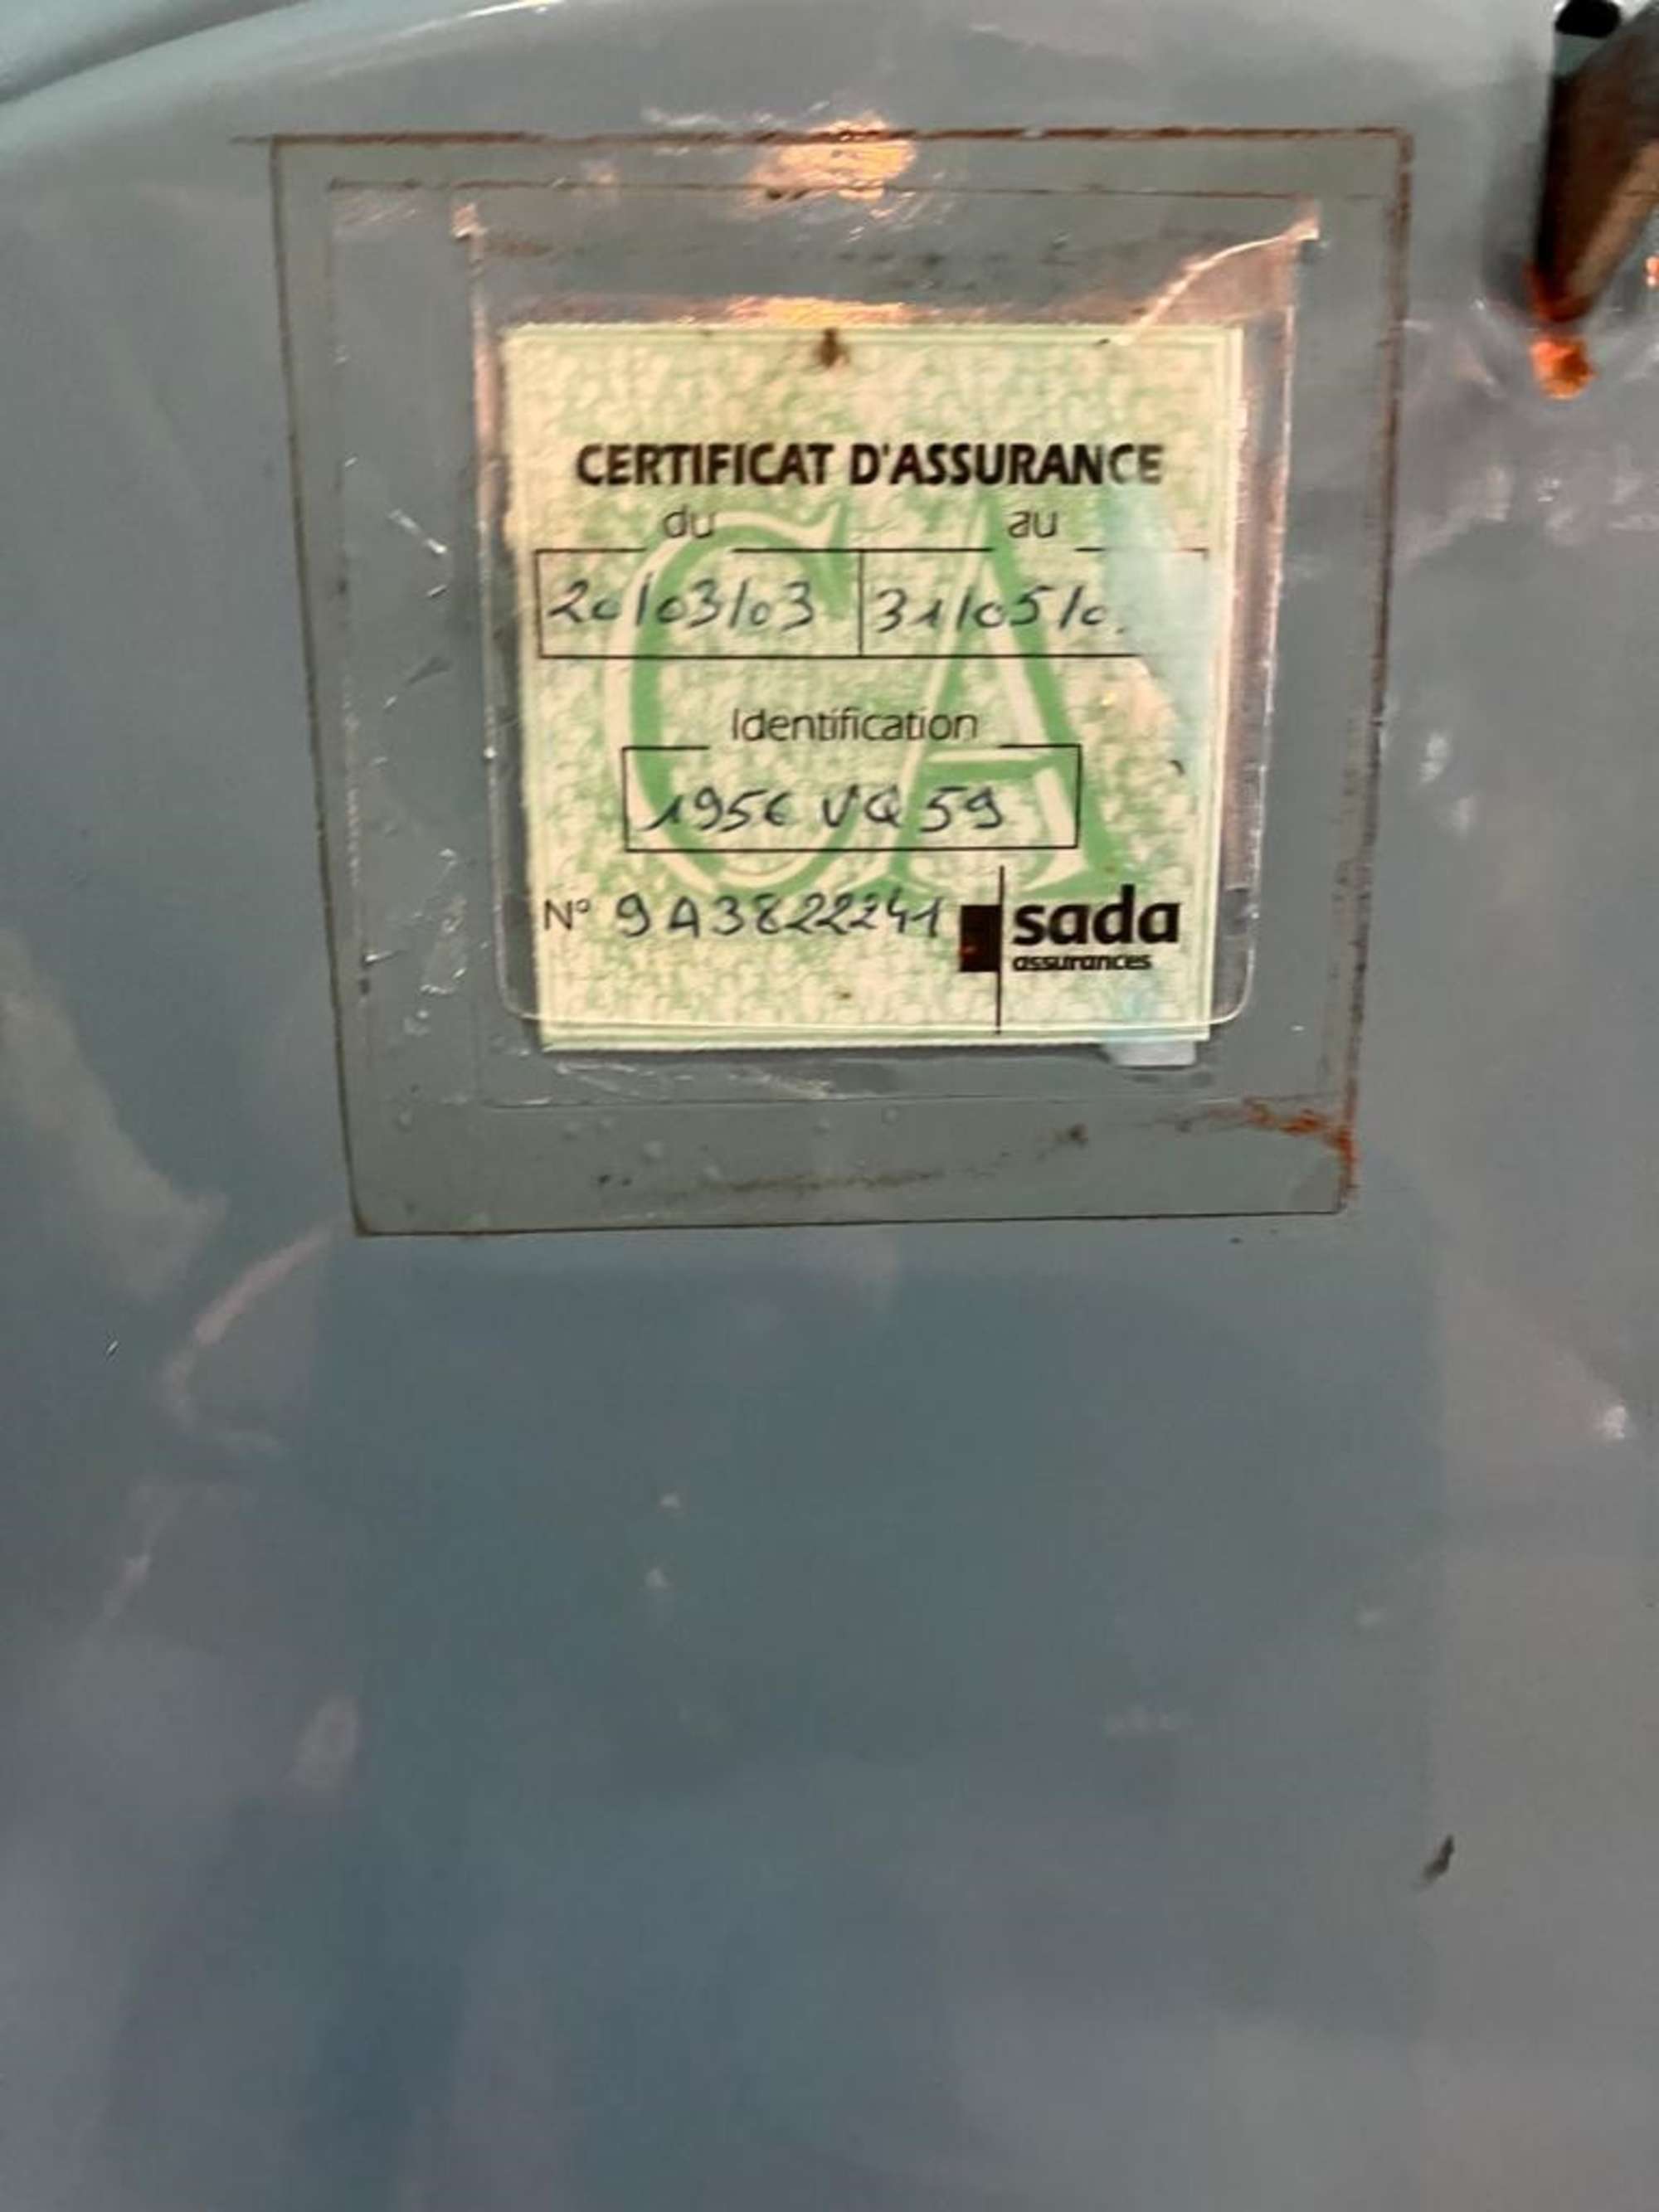 CERTIFICAT D'ASSURANCE
du au
20/03/03 31/05/0
Identification
1956 VQ 59
N° 9A3822241
sada
assurances